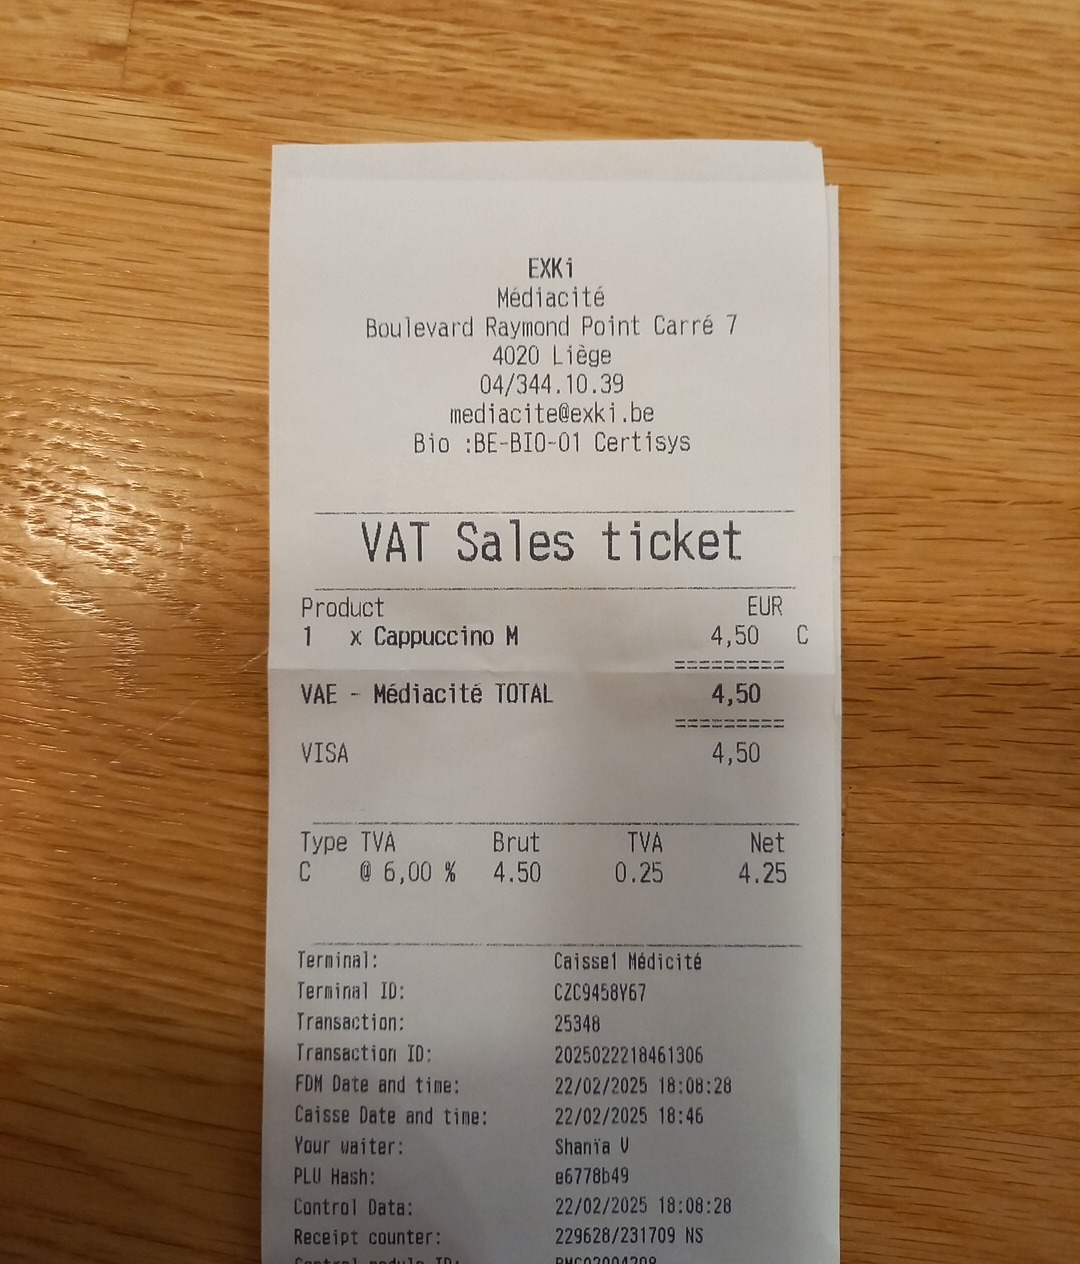 EXKi
Médiacité
Boulevard Raymond Point Carré 7
4020 Liège
04/344.10.39
mediacite@exki.be
Bio :BE-BIO-01 Certisys
VAT Sales ticket
Product EUR
1 x Cappuccino M 4,50 C
=========
VAE - Médiacité TOTAL 4,50
=========
VISA 4,50
Type TVA Brut TVA Net
C @ 6,00 % 4.50 0.25 4.25
Terminal: Caisse1 Médicité
Terminal ID: CZC9458Y67
Transaction: 25348
Transaction ID: 2025022218461306
FDM Date and time: 22/02/2025 18:08:28
Caisse Date and time: 22/02/2025 18:46
Your waiter: Shanïa V
PLU Hash: e6778b49
Control Data: 22/02/2025 18:08:28
Receipt counter: 229628/231709 NS
Control module ID: